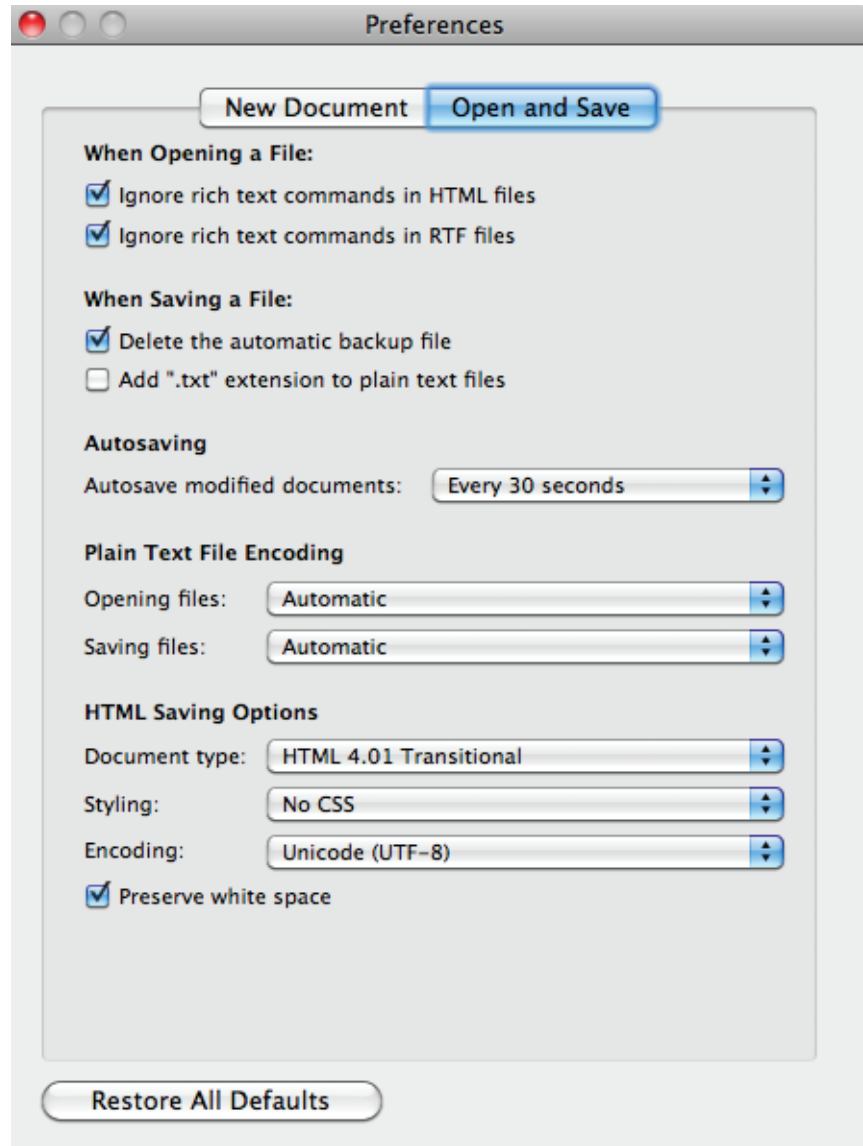 Preferences
New Document Open and Save
When Opening a File:
Ignore rich text commands in HTML files
Ignore rich text commands in RTF files
When Saving a File:
Delete the automatic backup file
Add ".txt" extension to plain text files
Autosaving
Autosave modified documents: Every 30 seconds
Plain Text File Encoding
Opening files: Automatic
Saving files: Automatic
HTML Saving Options
Document type: HTML 4.01 Transitional
Styling: No CSS
Encoding: Unicode (UTF-8)
Preserve white space
Restore All Defaults